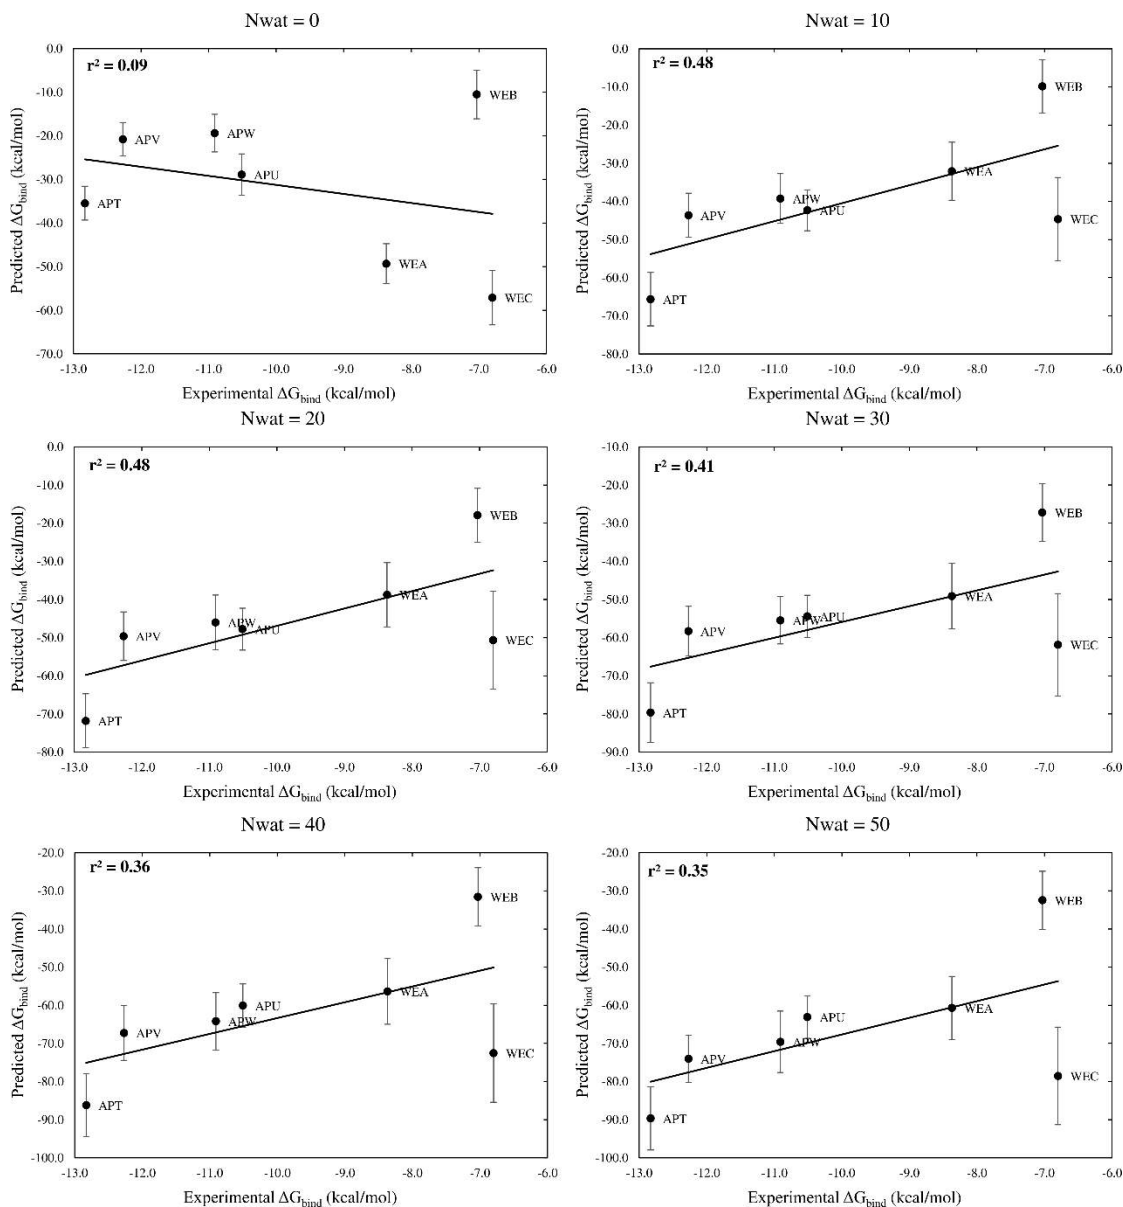 Nwat = 0
r² = 0.09
Predicted ΔGbind (kcal/mol)
0.0
-10.0
-20.0
-30.0
-40.0
-50.0
-60.0
-70.0
APT
APV
APW
APU
WEA
WEB
WEC
-13.0 -12.0 -11.0 -10.0 -9.0 -8.0 -7.0 -6.0
Experimental ΔGbind (kcal/mol)
Nwat = 10
r² = 0.48
Predicted ΔGbind (kcal/mol)
0.0
-10.0
-20.0
-30.0
-40.0
-50.0
-60.0
-70.0
-80.0
APT
APV
APW
APU
WEA
WEB
WEC
-13.0 -12.0 -11.0 -10.0 -9.0 -8.0 -7.0 -6.0
Experimental ΔGbind (kcal/mol)
Nwat = 20
r² = 0.48
Predicted ΔGbind (kcal/mol)
0.0
-10.0
-20.0
-30.0
-40.0
-50.0
-60.0
-70.0
-80.0
APT
APV
APW
APU
WEA
WEB
WEC
-13.0 -12.0 -11.0 -10.0 -9.0 -8.0 -7.0 -6.0
Experimental ΔGbind (kcal/mol)
Nwat = 30
r² = 0.41
Predicted ΔGbind (kcal/mol)
-10.0
-20.0
-30.0
-40.0
-50.0
-60.0
-70.0
-80.0
-90.0
APT
APV
APW
APU
WEA
WEB
WEC
-13.0 -12.0 -11.0 -10.0 -9.0 -8.0 -7.0 -6.0
Experimental ΔGbind (kcal/mol)
Nwat = 40
r² = 0.36
Predicted ΔGbind (kcal/mol)
-20.0
-30.0
-40.0
-50.0
-60.0
-70.0
-80.0
-90.0
-100.0
APT
APV
APW
APU
WEA
WEB
WEC
-13.0 -12.0 -11.0 -10.0 -9.0 -8.0 -7.0 -6.0
Experimental ΔGbind (kcal/mol)
Nwat = 50
r² = 0.35
Predicted ΔGbind (kcal/mol)
-20.0
-30.0
-40.0
-50.0
-60.0
-70.0
-80.0
-90.0
-100.0
APT
APV
APW
APU
WEA
WEB
WEC
-13.0 -12.0 -11.0 -10.0 -9.0 -8.0 -7.0 -6.0
Experimental ΔGbind (kcal/mol)